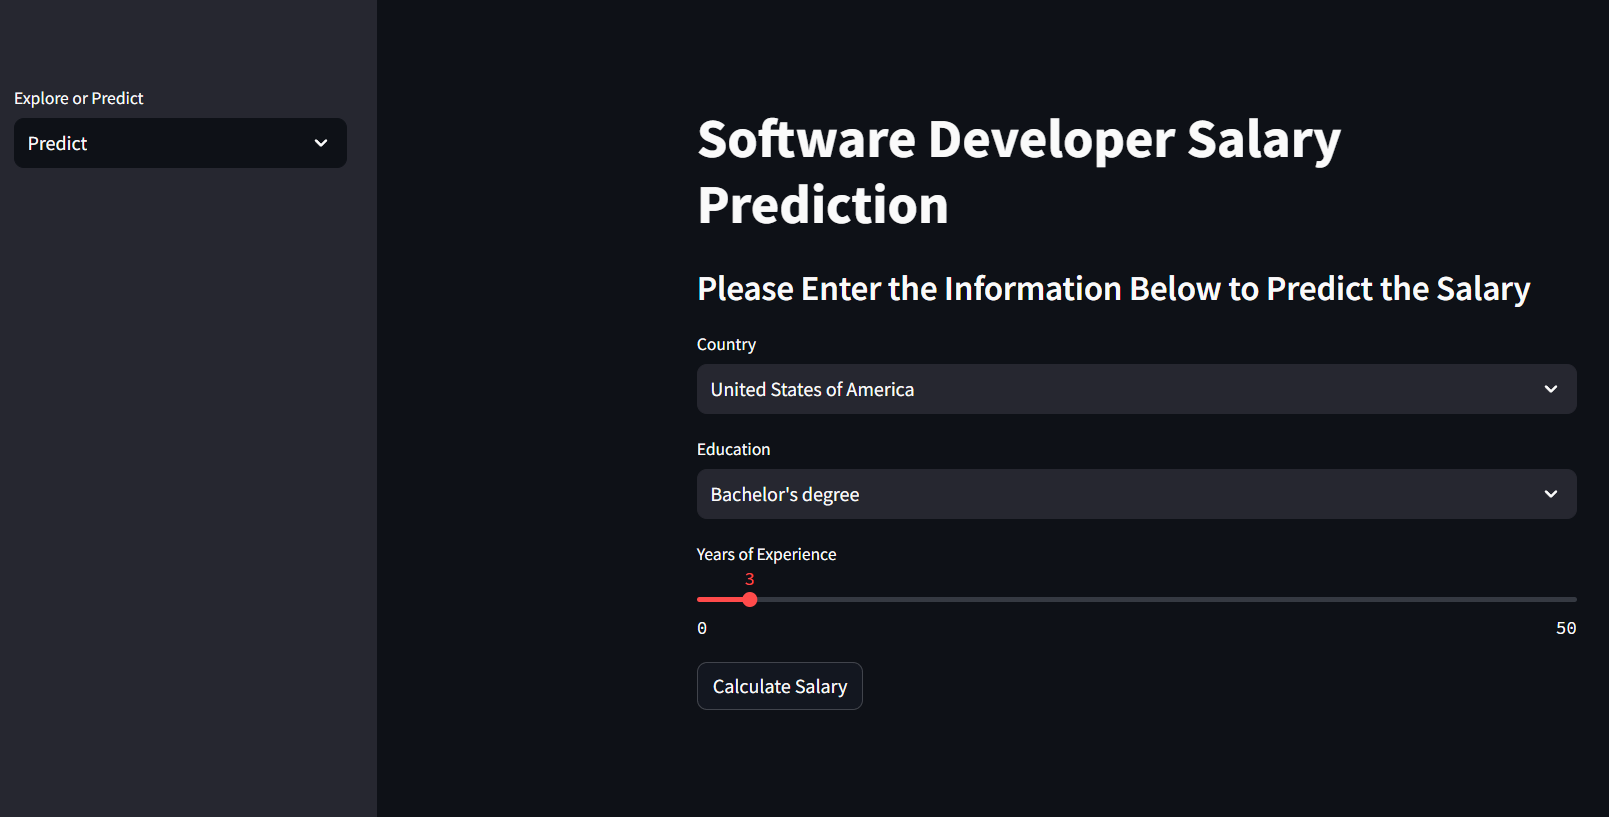 Explore or Predict
Predict
Software Developer Salary
Prediction
Please Enter the Information Below to Predict the Salary
Country
United States of America
Education
Bachelor's degree
Years of Experience
3
0 50
Calculate Salary